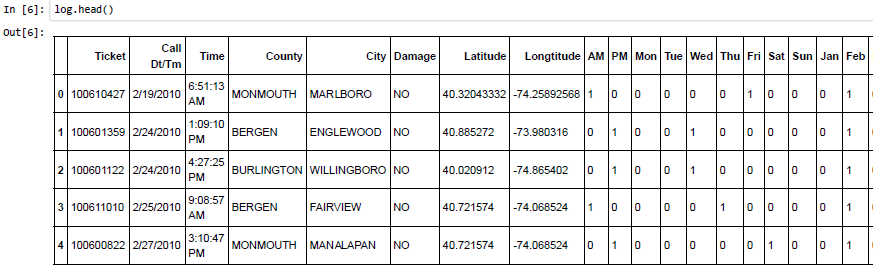 In [6]: log.head()
Out[6]:
Ticket Call Dt/Tm Time County City Damage Latitude Longtitude AM PM Mon Tue Wed Thu Fri Sat Sun Jan Feb
0 100610427 2/19/2010 6:51:13 AM MONMOUTH MARLBORO NO 40.32043332 -74.25892568 1 0 0 0 0 0 1 0 0 0 1
1 100601359 2/24/2010 1:09:10 PM BERGEN ENGLEWOOD NO 40.885272 -73.980316 0 1 0 0 1 0 0 0 0 0 1
2 100601122 2/24/2010 4:27:25 PM BURLINGTON WILLINGBORO NO 40.020912 -74.865402 0 1 0 0 1 0 0 0 0 0 1
3 100611010 2/25/2010 9:08:57 AM BERGEN FAIRVIEW NO 40.721574 -74.068524 1 0 0 0 0 1 0 0 0 0 1
4 100600822 2/27/2010 3:10:47 PM MONMOUTH MANALAPAN NO 40.721574 -74.068524 0 1 0 0 0 0 0 1 0 0 1